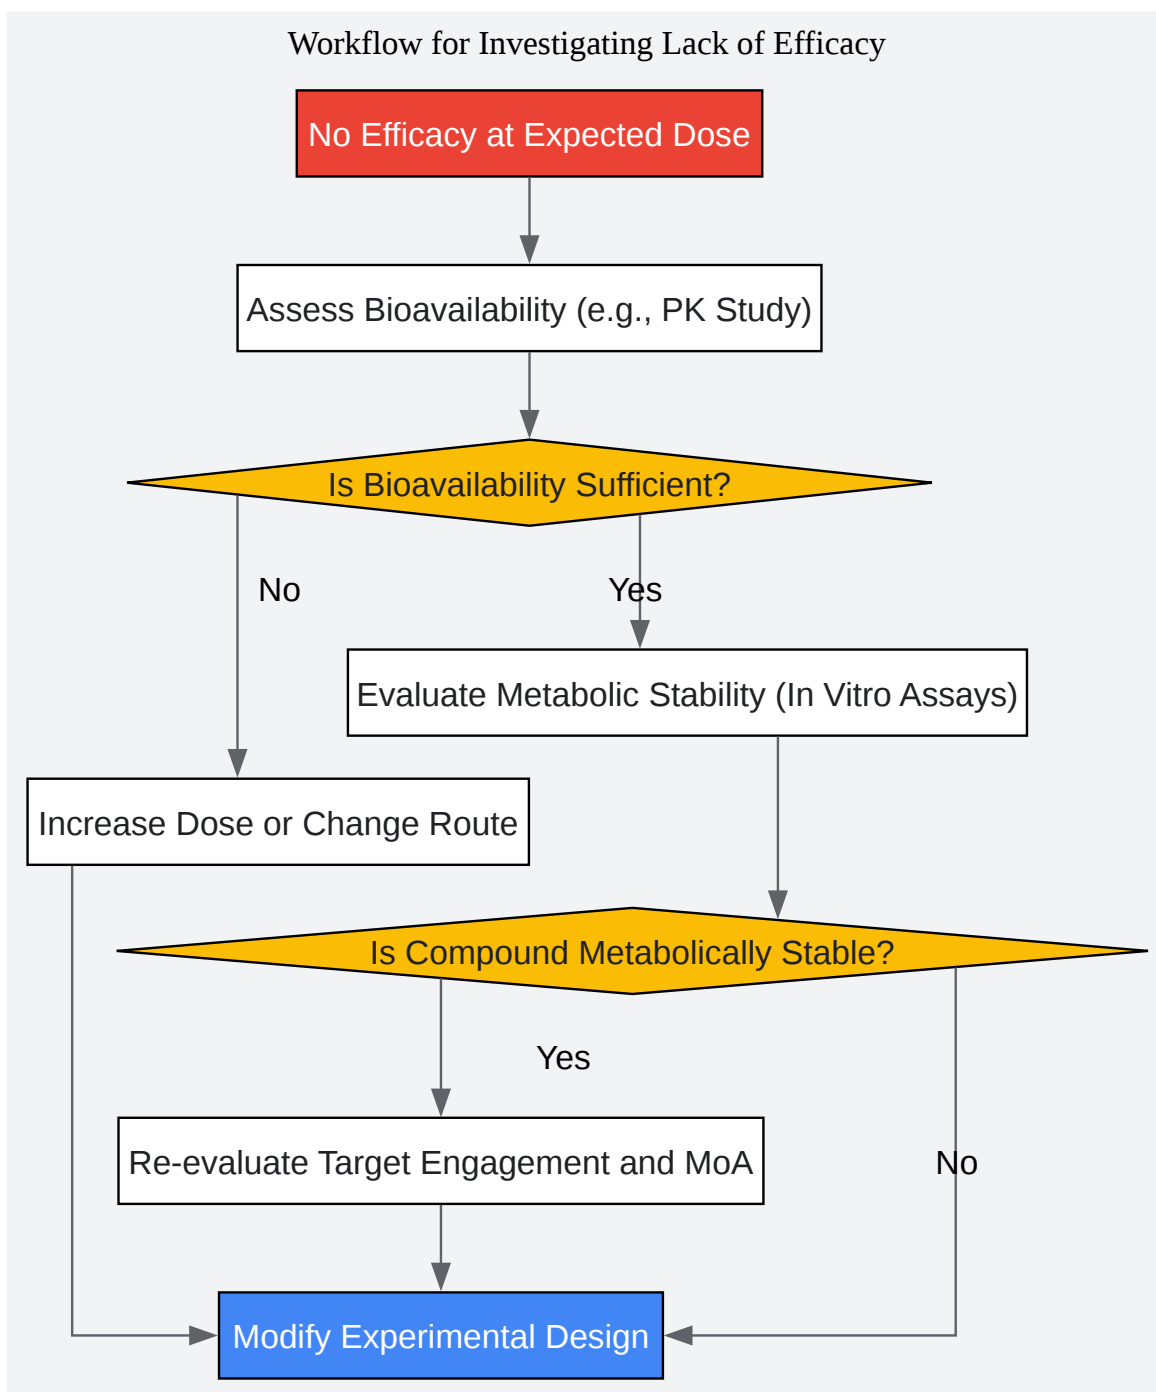 Workflow for Investigating Lack of Efficacy
No Efficacy at Expected Dose
Assess Bioavailability (e.g., PK Study)
Is Bioavailability Sufficient?
No
Yes
Evaluate Metabolic Stability (In Vitro Assays)
Increase Dose or Change Route
Is Compound Metabolically Stable?
Yes
Re-evaluate Target Engagement and MoA
No
Modify Experimental Design